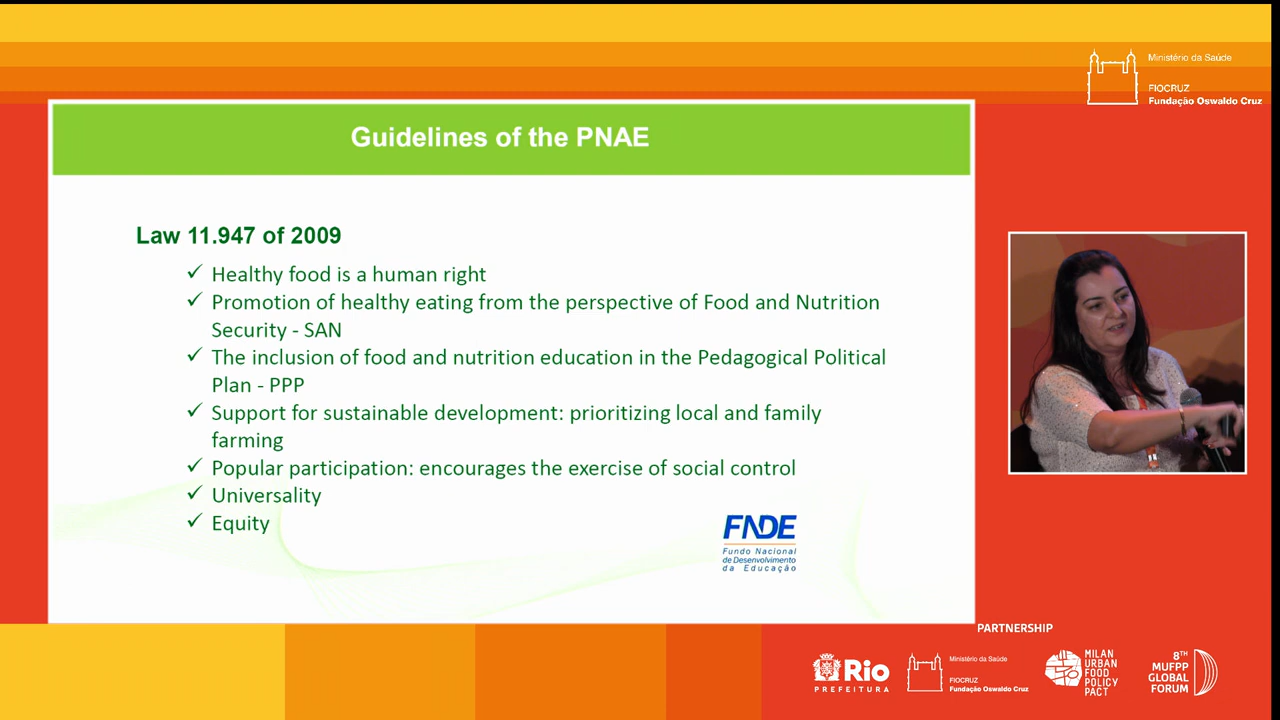 Ministério da Saúde
FIOCRUZ
Fundação Oswaldo Cruz
Guidelines of the PNAE
Law 11.947 of 2009
✓ Healthy food is a human right
✓ Promotion of healthy eating from the perspective of Food and Nutrition
Security - SAN
✓ The inclusion of food and nutrition education in the Pedagogical Political
Plan - PPP
✓ Support for sustainable development: prioritizing local and family
farming
✓ Popular participation: encourages the exercise of social control
✓ Universality
✓ Equity
FNDE
Fundo Nacional
de Desenvolvimento
da Educação
PARTNERSHIP
Rio
PREFEITURA
Ministério da Saúde
FIOCRUZ
Fundação Oswaldo Cruz
MILAN
URBAN
FOOD
POLICY
PACT
8TH
MUFPP
GLOBAL
FORUM